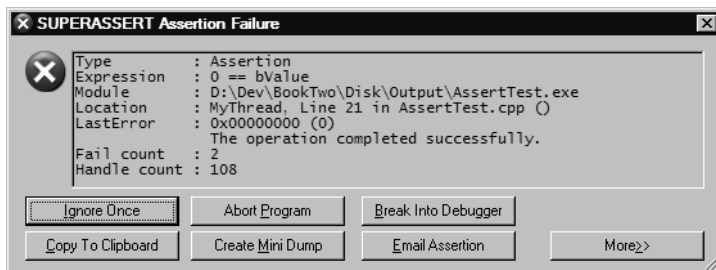 SUPERASSERT Assertion Failure
Type : Assertion
Expression : 0 == bValue
Module : D:\Dev\BookTwo\Disk\Output\AssertTest.exe
Location : MyThread, Line 21 in AssertTest.cpp ()
LastError : 0x00000000 (0)
The operation completed successfully.
Fail count : 2
Handle count : 108
Ignore Once Abort Program Break Into Debugger
Copy To Clipboard Create Mini Dump Email Assertion More>>